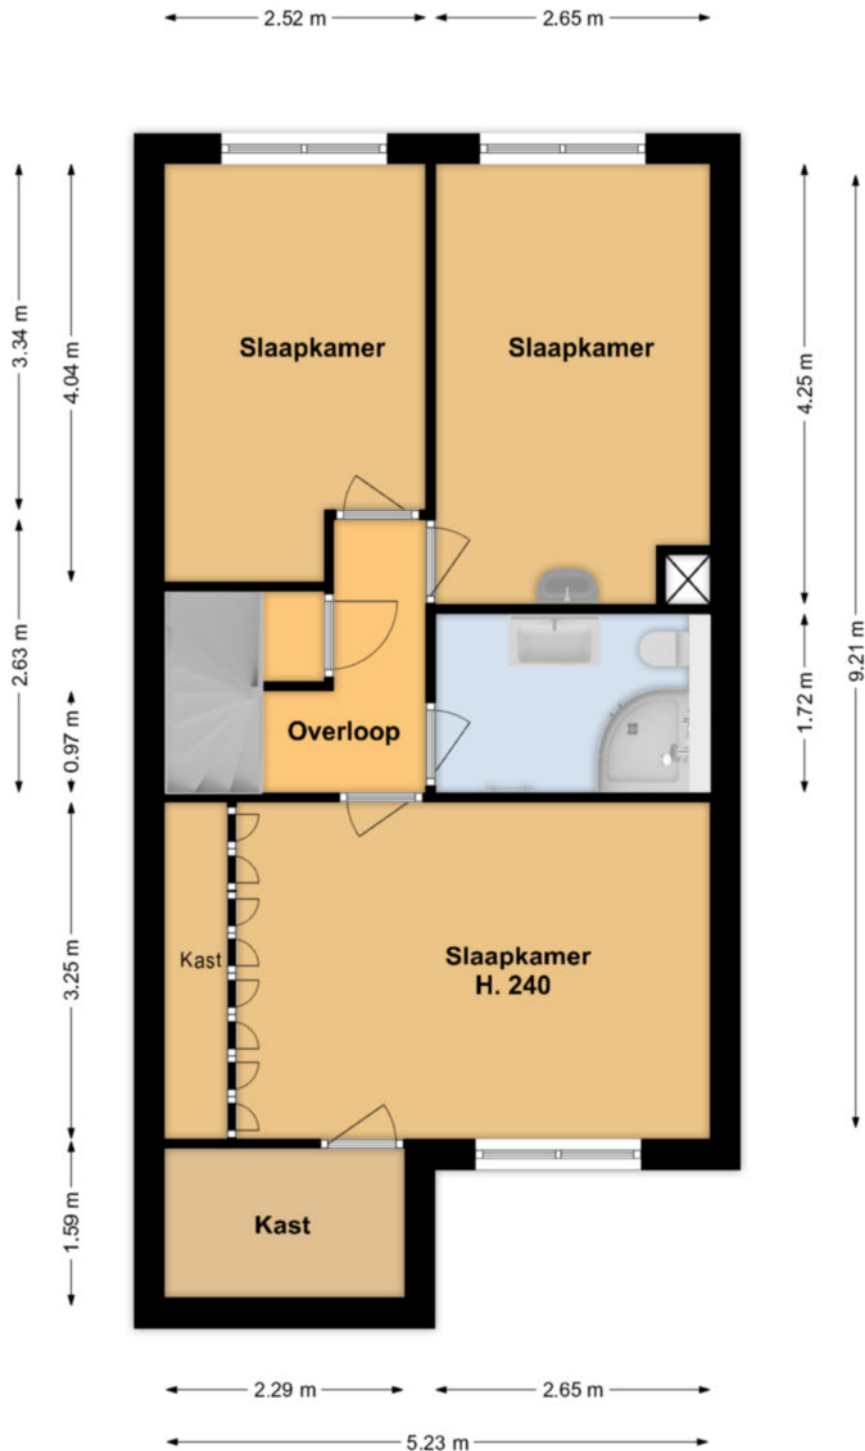 2.52 m
2.65 m
3.34 m
4.04 m
Slaapkamer
Slaapkamer
4.25 m
9.21 m
2.63 m
0.97 m
Overloop
1.72 m
3.25 m
Kast
Slaapkamer
H. 240
1.59 m
Kast
2.29 m
2.65 m
5.23 m